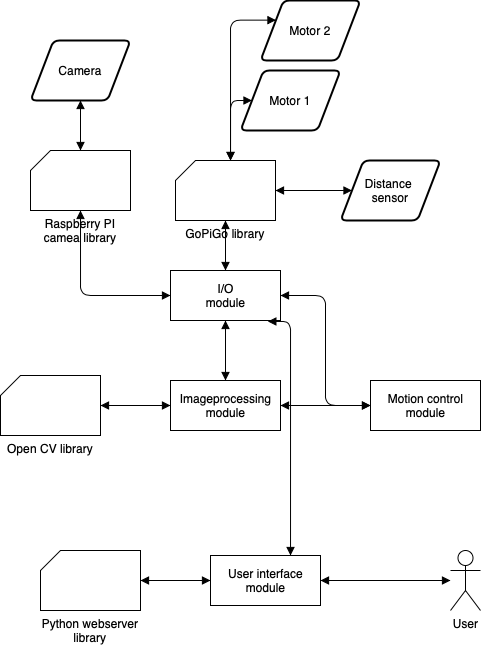 Motor 2
Camera
Motor 1
Distance
sensor
Raspberry PI
camea library
GoPiGo library
I/O
module
Imageprocessing
module
Motion control
module
Open CV library
User interface
module
Python webserver
library
User